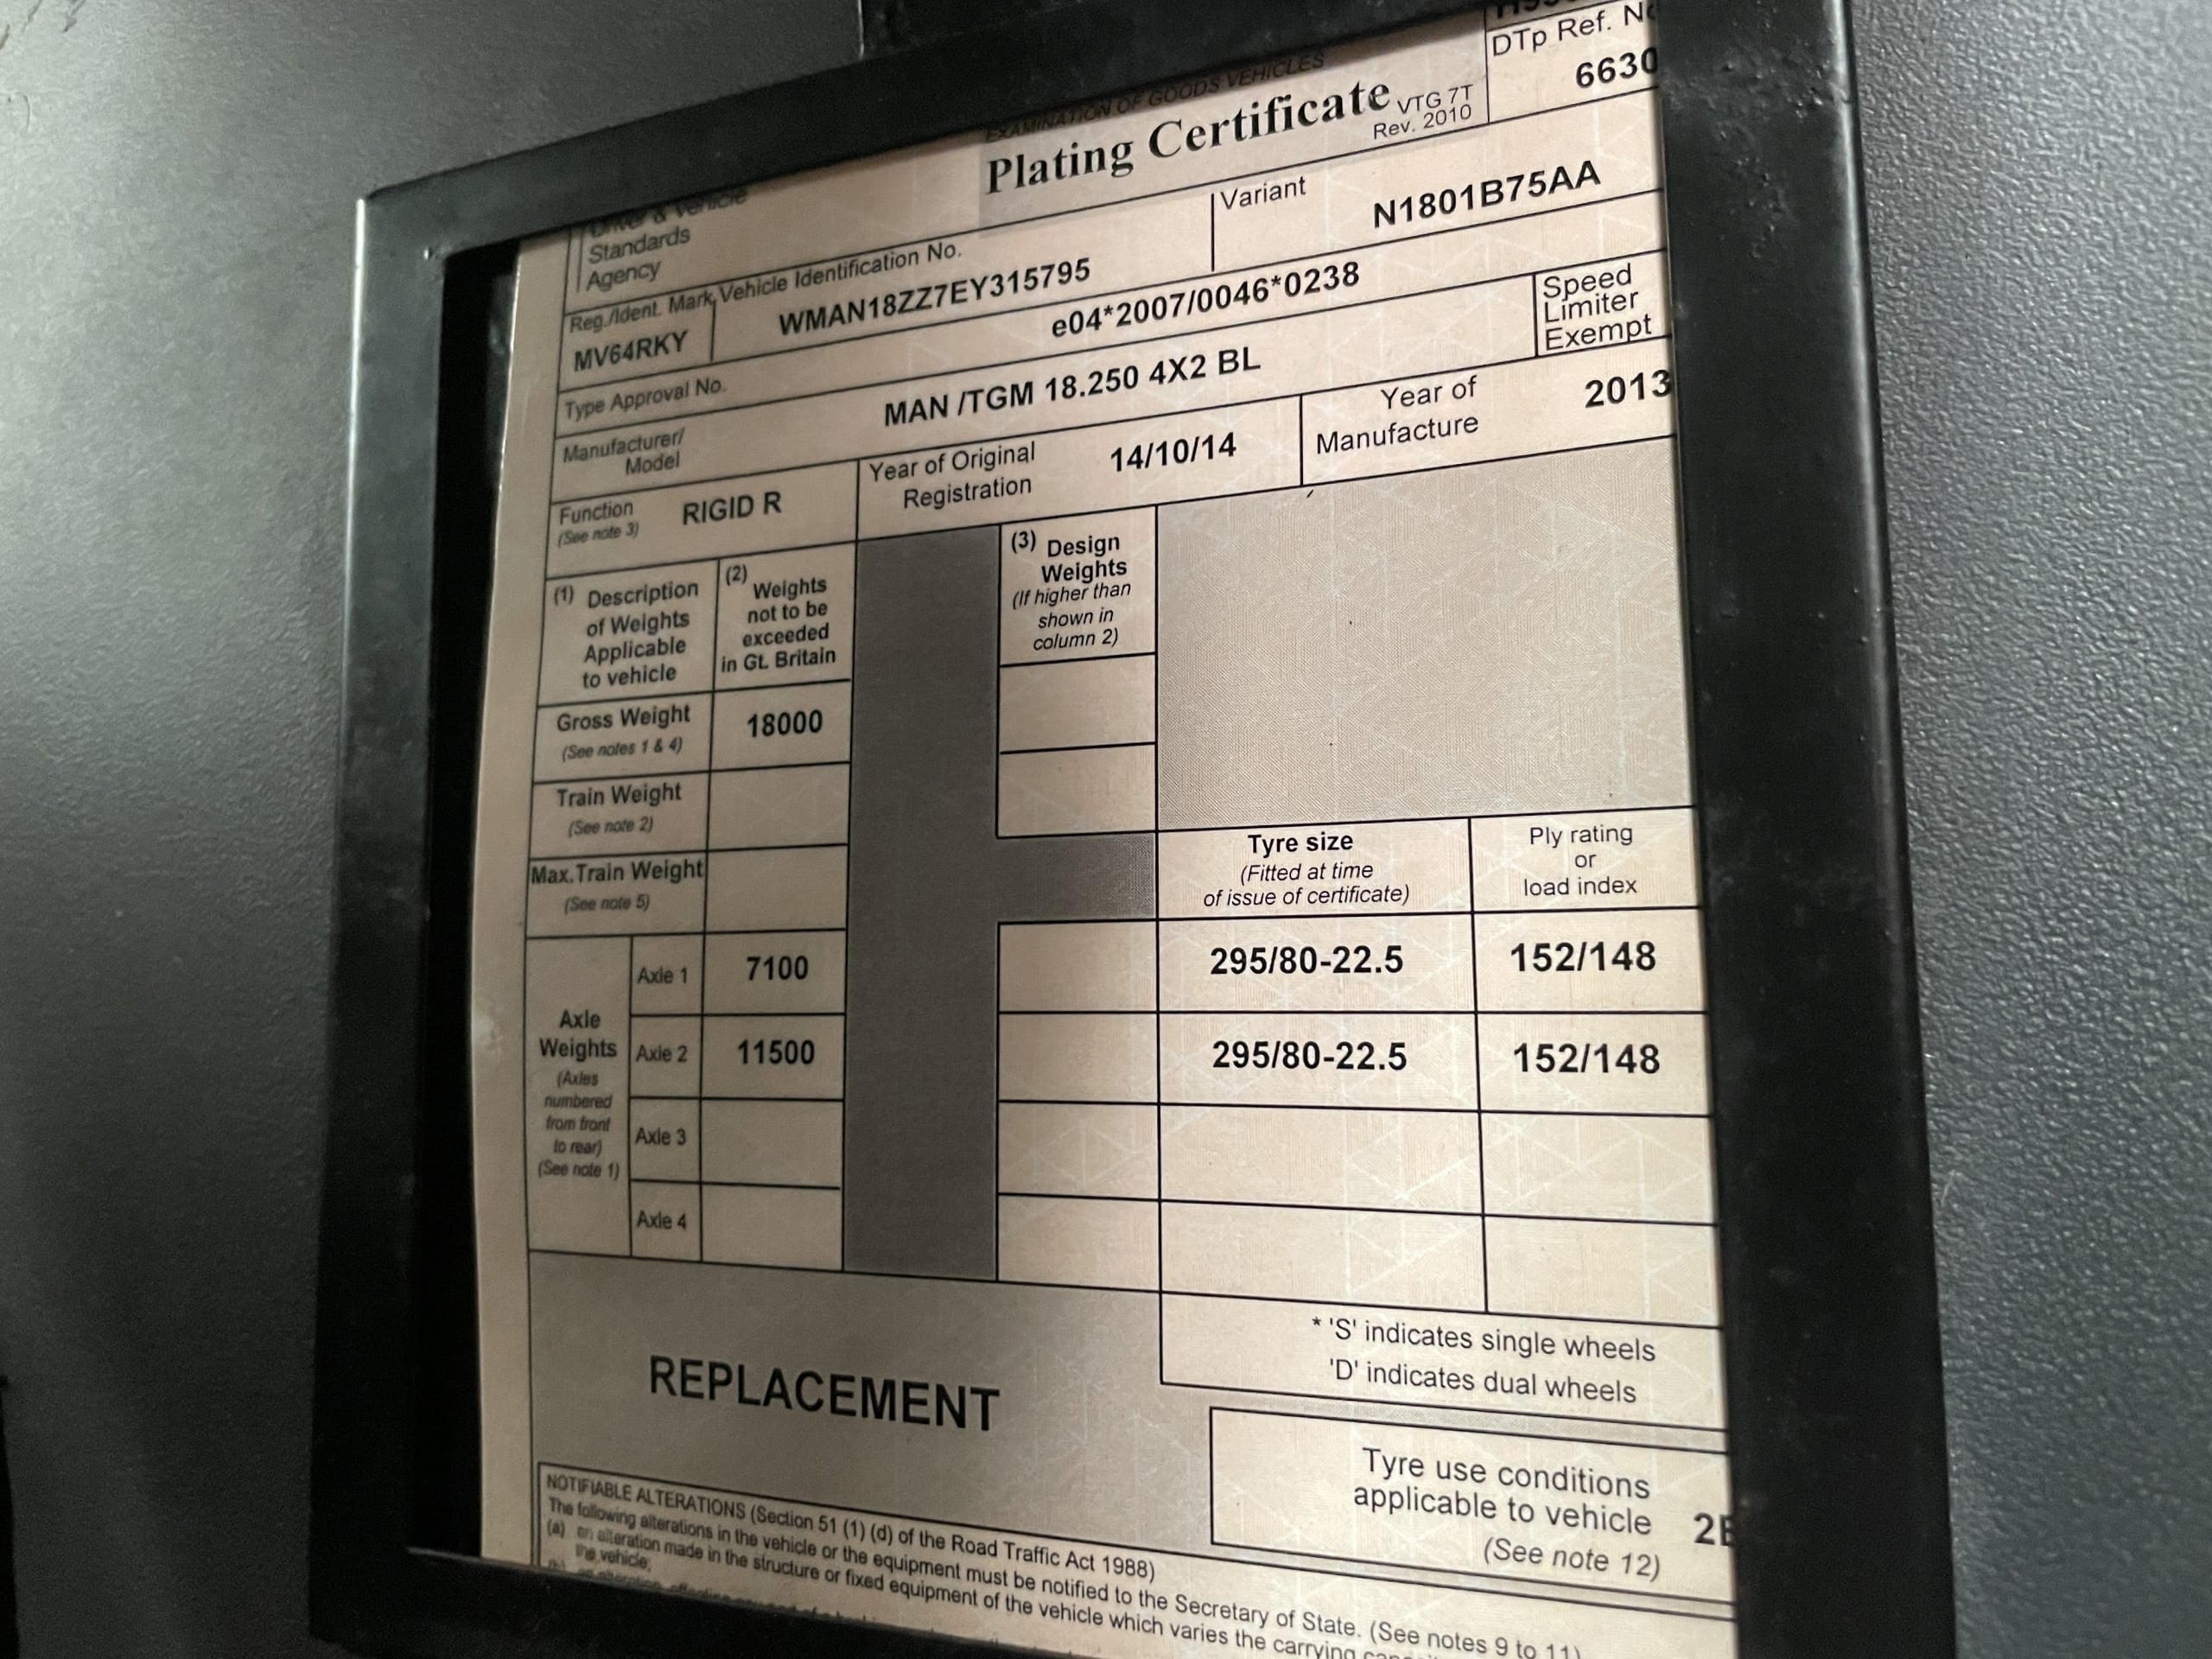 DTp Ref. No
6630
EXAMINATION OF GOODS VEHICLES
Plating Certificate
VTG 7T
Rev. 2010
Driver & Vehicle
Standards
Agency
Variant
N1801B75AA
Reg./Ident. Mark
MV64RKY
Vehicle Identification No.
WMAN18ZZ7EY315795
Type Approval No.
e04*2007/0046*0238
Speed
Limiter
Exempt
Manufacturer/
Model
MAN /TGM 18.250 4X2 BL
Function
(See note 3)
RIGID R
Year of Original
Registration
14/10/14
Year of
Manufacture
2013
(1) Description
of Weights
Applicable
to vehicle
(2) Weights
not to be
exceeded
in Gt. Britain
(3) Design
Weights
(If higher than
shown in
column 2)
Gross Weight
(See notes 1 & 4)
18000
Train Weight
(See note 2)
Max.Train Weight
(See note 5)
Tyre size
(Fitted at time
of issue of certificate)
Ply rating
or
load index
Axle
Weights
(Axles
numbered
from front
to rear)
(See note 1)
Axle 1 7100 295/80-22.5 152/148
Axle 2 11500 295/80-22.5 152/148
Axle 3
Axle 4
* 'S' indicates single wheels
'D' indicates dual wheels
REPLACEMENT
Tyre use conditions
applicable to vehicle
(See note 12)
NOTIFIABLE ALTERATIONS (Section 51 (1) (d) of the Road Traffic Act 1988)
The following alterations in the vehicle or the equipment must be notified to the Secretary of State. (See notes 9 to 11)
(a) an alteration made in the structure or fixed equipment of the vehicle which varies the carrying
the vehicle;